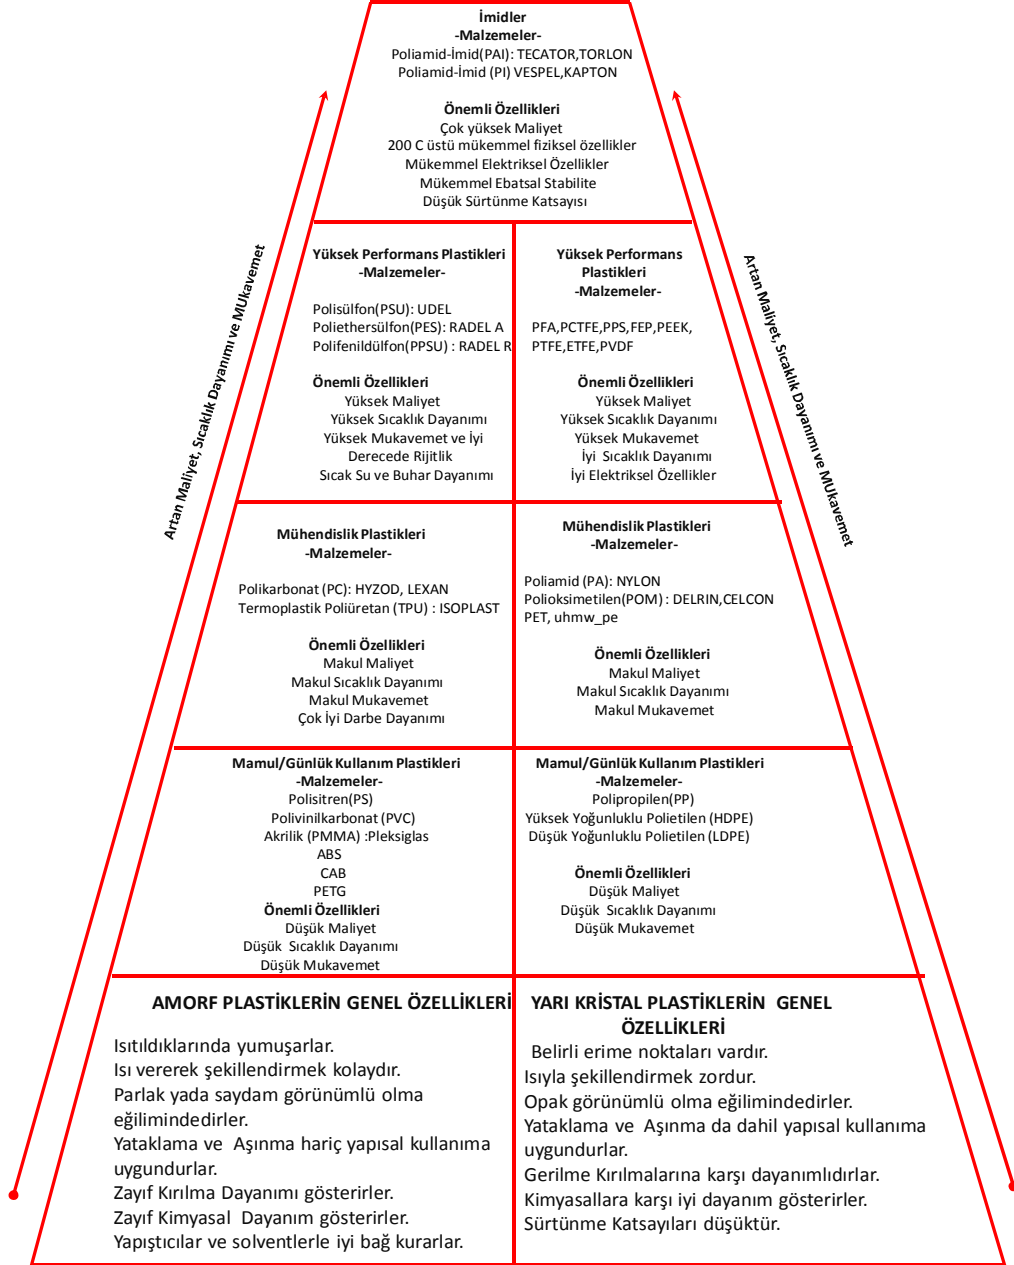 İmidler
-Malzemeler-
Poliamid-İmid(PAI): TECATOR,TORLON
Poliamid-İmid (PI) VESPEL,KAPTON
Önemli Özellikleri
Çok yüksek Maliyet
200 C üstü mükemmel fiziksel özellikler
Mükemmel Elektriksel Özellikler
Mükemmel Ebatsal Stabilite
Düşük Sürtünme Katsayısı
Artan Maliyet, Sıcaklık Dayanımı ve MUkavemet
Artan Maliyet, Sıcaklık Dayanımı ve MUkavemet
Yüksek Performans Plastikleri
-Malzemeler-
Polisülfon(PSU): UDEL
Poliethersülfon(PES): RADEL A
Polifenildülfon(PPSU) : RADEL R
Önemli Özellikleri
Yüksek Maliyet
Yüksek Sıcaklık Dayanımı
Yüksek Mukavemet ve İyi
Derecede Rijitlik
Sıcak Su ve Buhar Dayanımı
Yüksek Performans
Plastikleri
-Malzemeler-
PFA,PCTFE,PPS,FEP,PEEK,
PTFE,ETFE,PVDF
Önemli Özellikleri
Yüksek Maliyet
Yüksek Sıcaklık Dayanımı
Yüksek Mukavemet
İyi  Sıcaklık Dayanımı
İyi Elektriksel Özellikler
Mühendislik Plastikleri
-Malzemeler-
Polikarbonat (PC): HYZOD, LEXAN
Termoplastik Poliüretan (TPU) : ISOPLAST
Önemli Özellikleri
Makul Maliyet
Makul Sıcaklık Dayanımı
Makul Mukavemet
Çok İyi Darbe Dayanımı
Mühendislik Plastikleri
-Malzemeler-
Poliamid (PA): NYLON
Polioksimetilen(POM) : DELRIN,CELCON
PET, uhmw_pe
Önemli Özellikleri
Makul Maliyet
Makul Sıcaklık Dayanımı
Makul Mukavemet
Mamul/Günlük Kullanım Plastikleri
-Malzemeler-
Polisitren(PS)
Polivinilkarbonat (PVC)
Akrilik (PMMA) :Pleksiglas
ABS
CAB
PETG
Önemli Özellikleri
Düşük Maliyet
Düşük  Sıcaklık Dayanımı
Düşük Mukavemet
Mamul/Günlük Kullanım Plastikleri
-Malzemeler-
Polipropilen(PP)
Yüksek Yoğunluklu Polietilen (HDPE)
Düşük Yoğunluklu Polietilen (LDPE)
Önemli Özellikleri
Düşük Maliyet
Düşük  Sıcaklık Dayanımı
Düşük Mukavemet
AMORF PLASTİKLERİN GENEL ÖZELLİKLERİ
Isıtıldıklarında yumuşarlar.
Isı vererek şekillendirmek kolaydır.
Parlak yada saydam görünümlü olma
eğilimindedirler.
Yataklama ve  Aşınma hariç yapısal kullanıma
uygundurlar.
Zayıf Kırılma Dayanımı gösterirler.
Zayıf Kimyasal  Dayanım gösterirler.
Yapıştıcılar ve solventlerle iyi bağ kurarlar.
YARI KRİSTAL PLASTİKLERİN  GENEL
ÖZELLİKLERİ
Belirli erime noktaları vardır.
Isıyla şekillendirmek zordur.
Opak görünümlü olma eğilimindedirler.
Yataklama ve  Aşınma da dahil yapısal kullanıma
uygundurlar.
Gerilme Kırılmalarına karşı dayanımlıdırlar.
Kimyasallara karşı iyi dayanım gösterirler.
Sürtünme Katsayıları düşüktür.